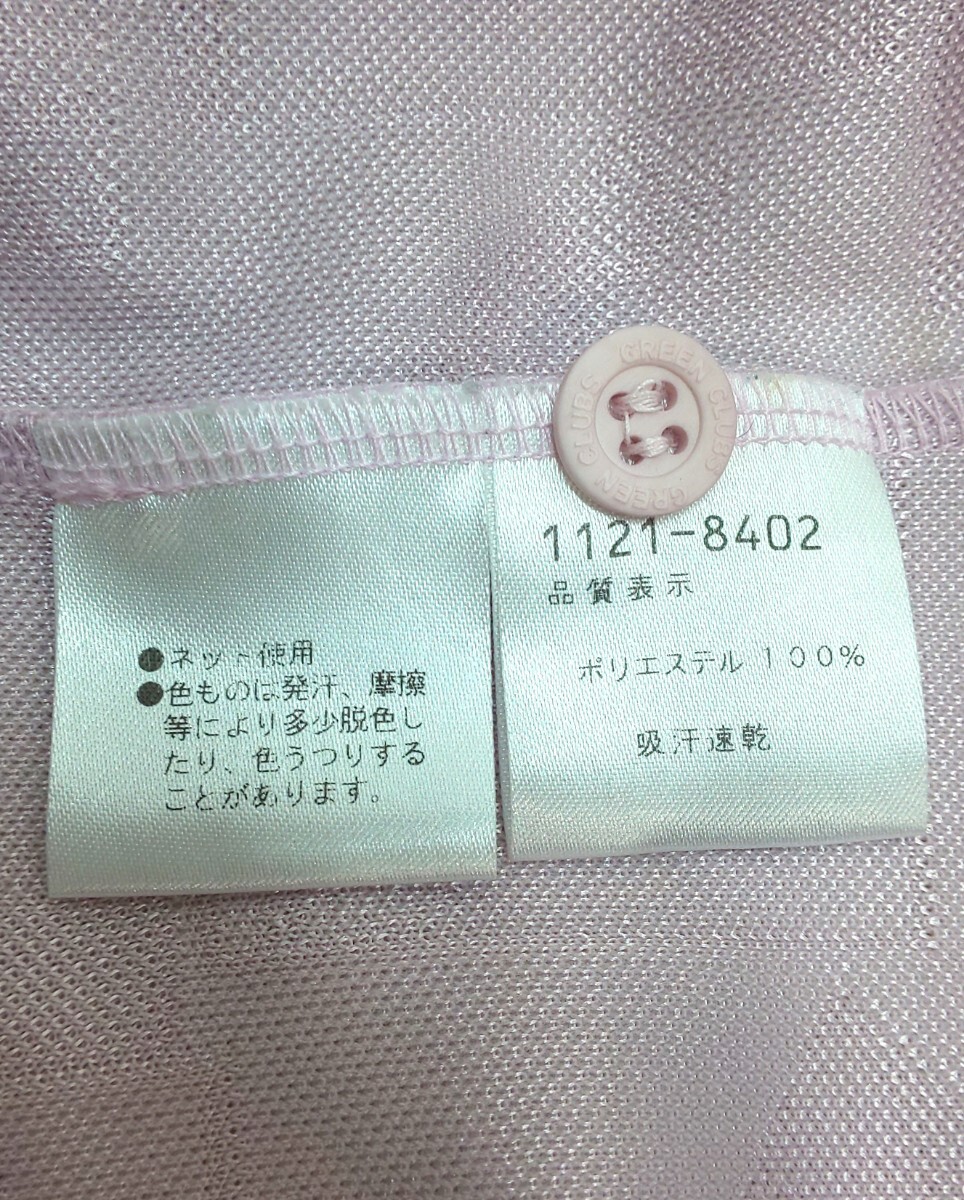 GREEN CLUBS
GREEN CLUBS
●ネット使用
●色ものは発汗、摩擦
等により多少脱色し
たり、色うつりする
ことがあります。
1121-8402
品質表示
ポリエステル 100%
吸汗速乾